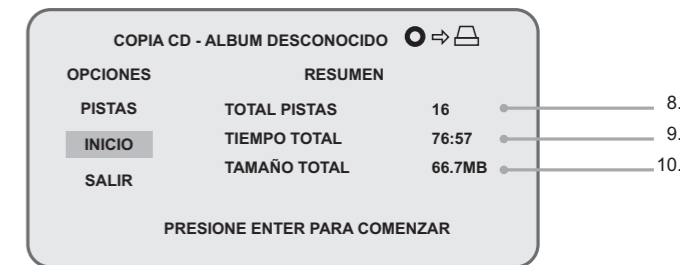 COPIA CD - ALBUM DESCONOCIDO
OPCIONES RESUMEN
PISTAS TOTAL PISTAS 16 8.
INICIO TIEMPO TOTAL 76:57 9.
SALIR TAMAÑO TOTAL 66.7MB 10.
PRESIONE ENTER PARA COMENZAR